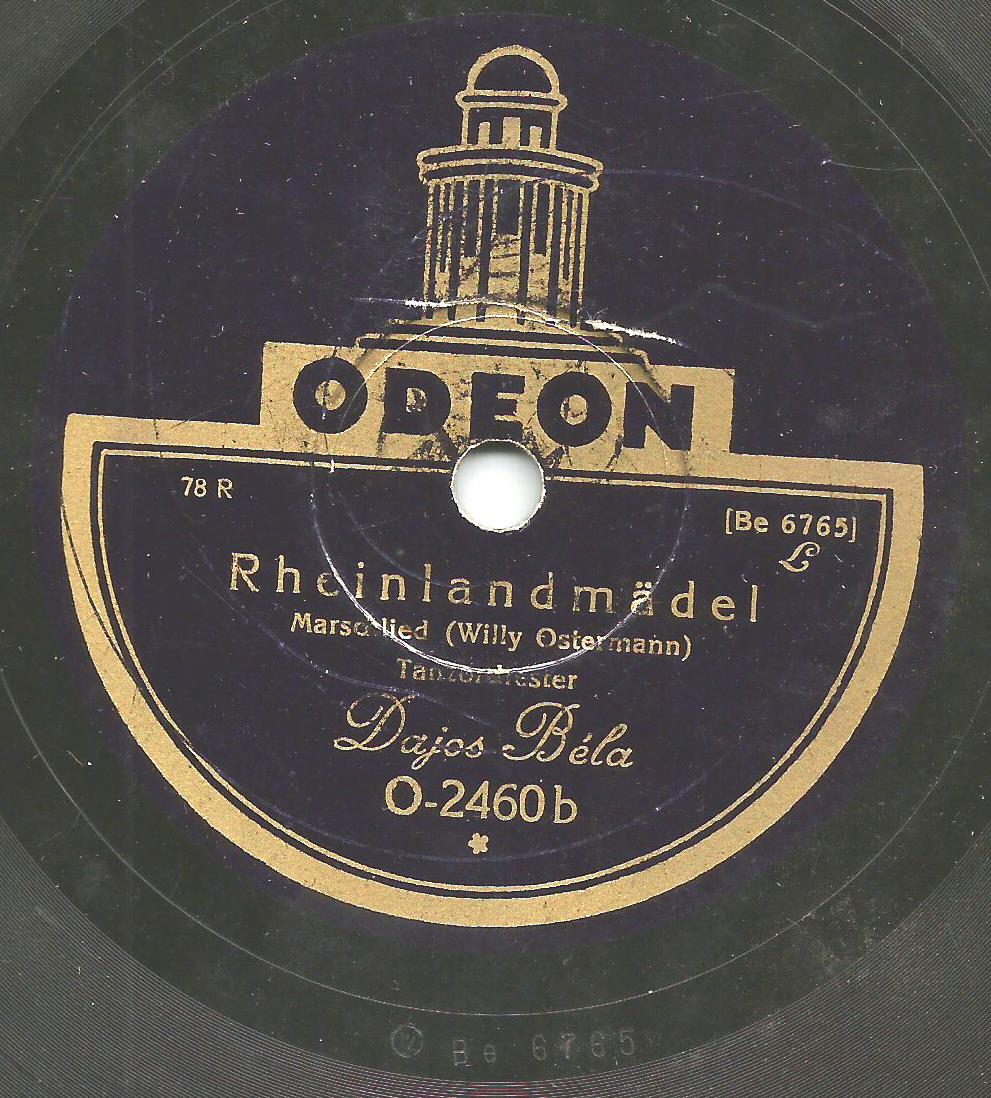 ODEON
78 R
[Be 6765]
L
Rheinlandmädel
Marschlied (Willy Ostermann)
Tanzorchester
Dajos Béla
O-2460b
*
Be 6765